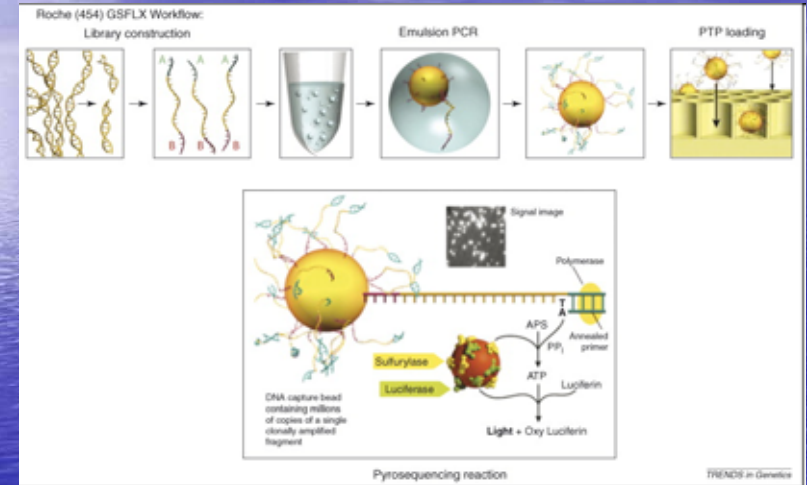 Roche (454) GSFLX Workflow:
Library construction
Emulsion PCR
PTP loading
A A A
B B B
Signal image
Polymerase
T
A
APS
Annealed
primer
PPi
Sulfurylase
ATP
Luciferin
Luciferase
DNA capture bead
containing millions
of copies of a single
clonally amplified
fragment
Light + Oxy Luciferin
Pyrosequencing reaction
TRENDS in Genetics